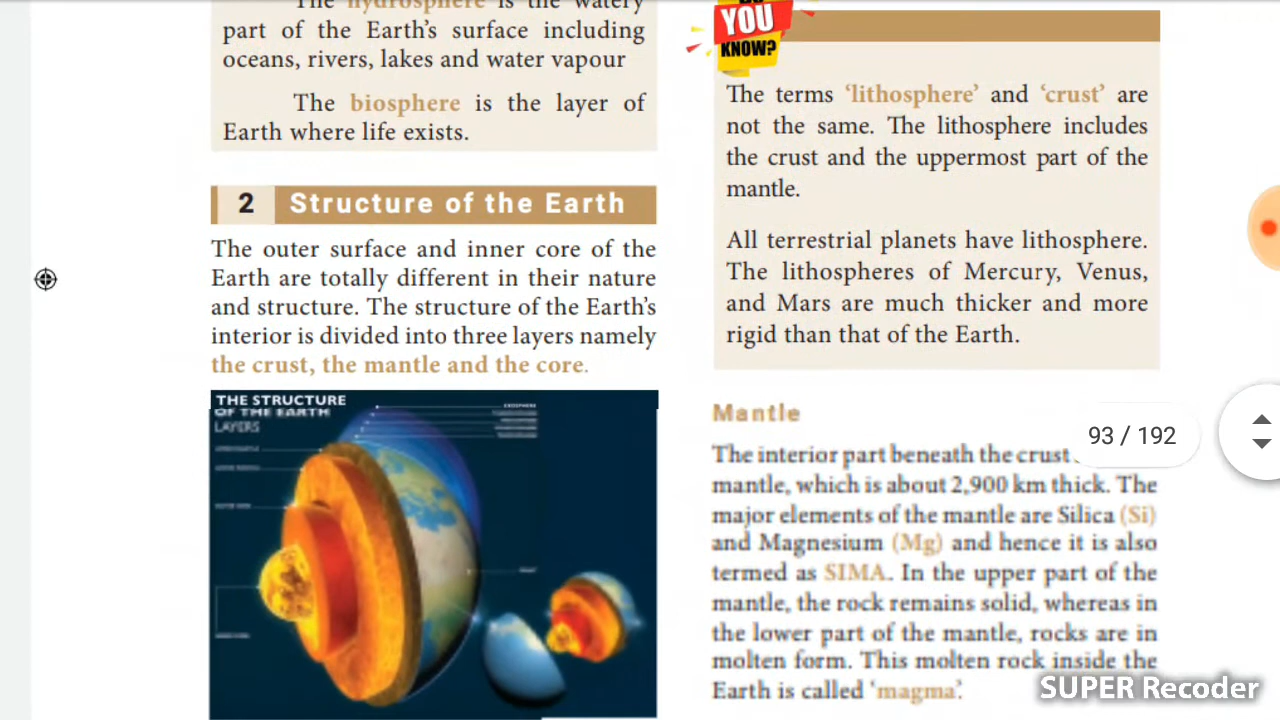 The hydrosphere is the watery
part of the Earth's surface including
oceans, rivers, lakes and water vapour
The biosphere is the layer of
Earth where life exists.
2 Structure of the Earth
The outer surface and inner core of the
Earth are totally different in their nature
and structure. The structure of the Earth's
interior is divided into three layers namely
the crust, the mantle and the core.
THE STRUCTURE
OF THE EARTH
LAYERS
YOU
KNOW?
The terms 'lithosphere' and 'crust' are
not the same. The lithosphere includes
the crust and the uppermost part of the
mantle.
All terrestrial planets have lithosphere.
The lithospheres of Mercury, Venus,
and Mars are much thicker and more
rigid than that of the Earth.
Mantle
The interior part beneath the crust
mantle, which is about 2,900 km thick. The
major elements of the mantle are Silica (Si)
and Magnesium (Mg) and hence it is also
termed as SIMA. In the upper part of the
mantle, the rock remains solid, whereas in
the lower part of the mantle, rocks are in
molten form. This molten rock inside the
Earth is called 'magma'.
93 / 192
SUPER Recoder